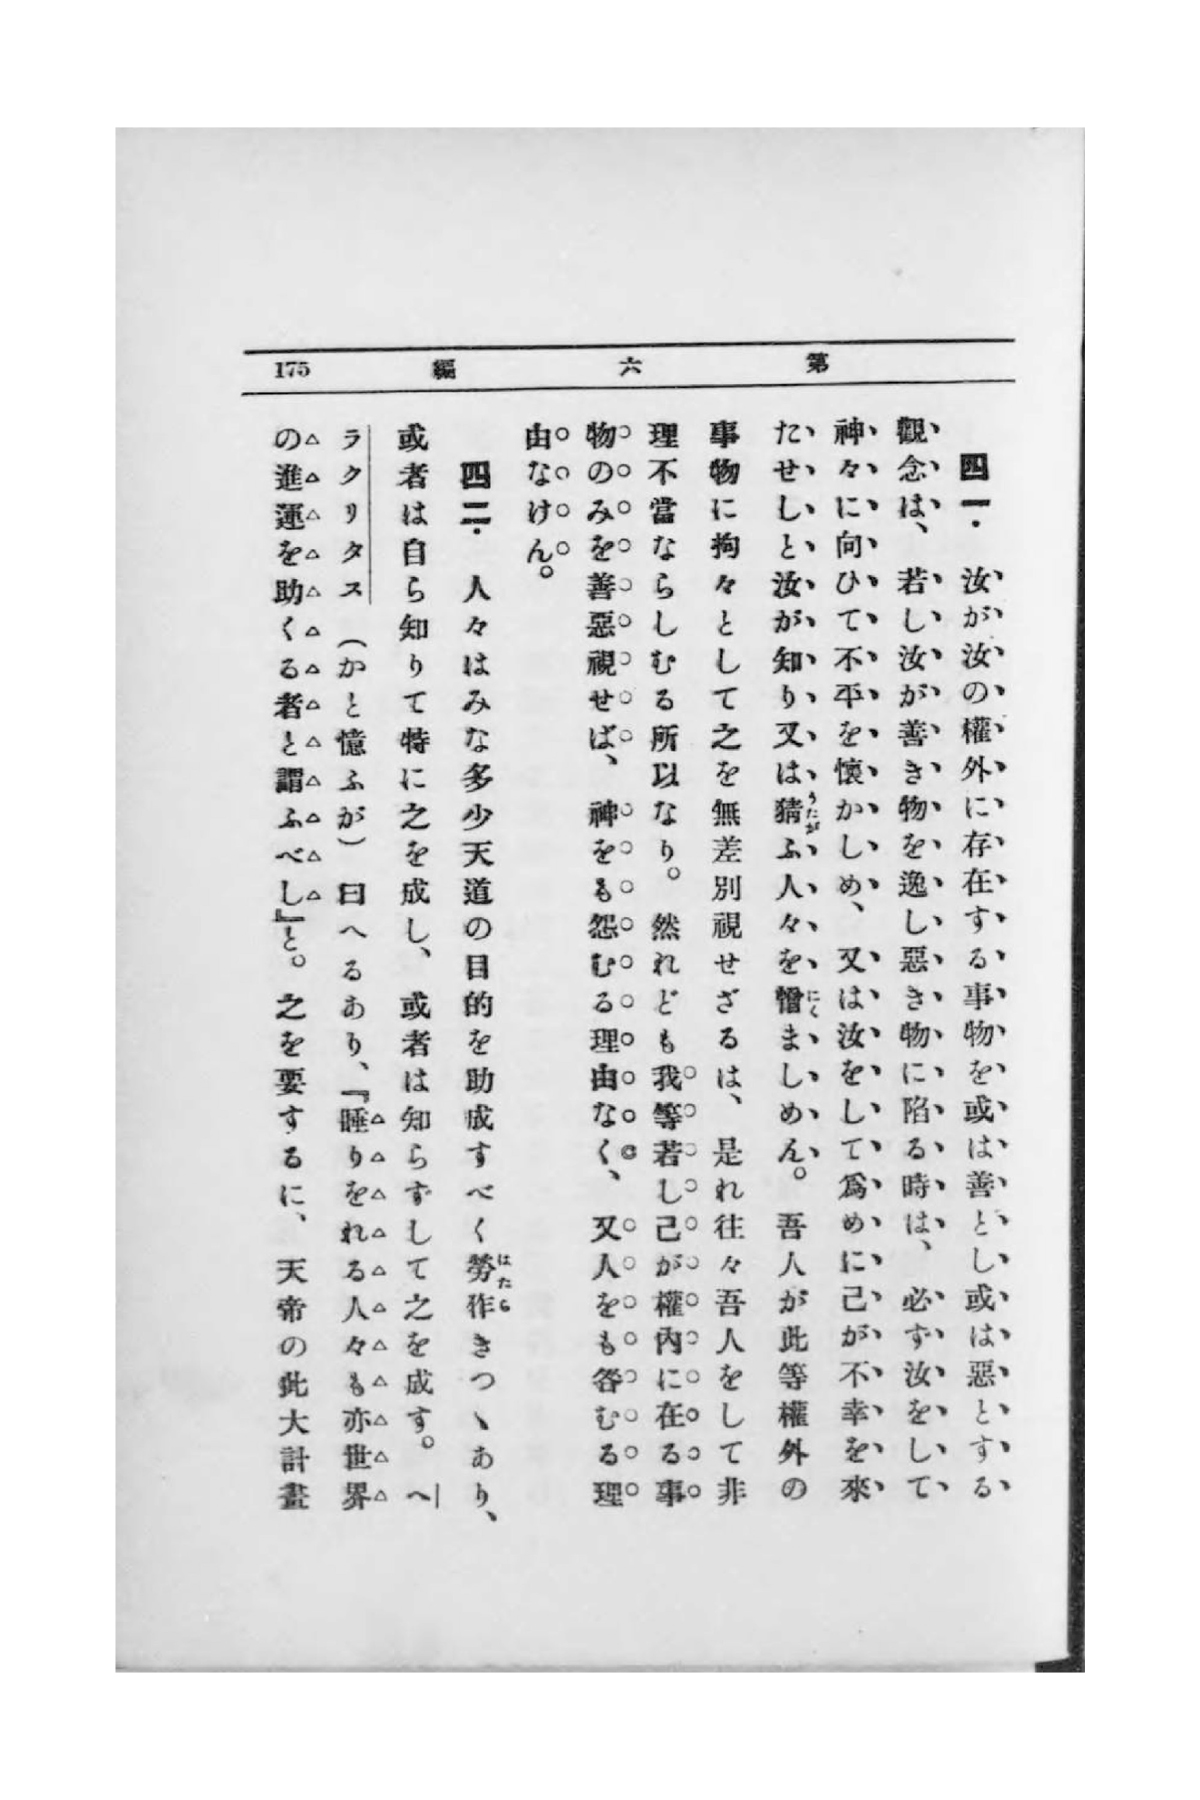 第六編
175
四一・汝が汝の權外に存在する事物を或は善とし或は惡とする
觀念は、若し汝が善き物を逸し惡き物に陷る時は、必ず汝をして
神々に向ひて不平を懷かしめ、又は汝をして爲めに己が不幸を來
たせしと汝が知り又は猜ふ人々を憎ましめん。吾人が此等權外の
事物に拘々として之を無差別視せざるは、是れ往々吾人をして非
理不當ならしむる所以なり。然れども我等若し己が權内に在る事
物のみを善惡視せば、神をも怨むる理由なく、又人をも咎むる理
由なけん。
四二・人々はみな多少天道の目的を助成すべく勞作きつゝあり、
或者は自ら知りて特に之を成し、或者は知らずして之を成す。ヘ
ラクリタス(かと憶ふが)曰へるあり、『睡りをれる人々も亦世界
の進運を助くる者と謂ふべし』と。之を要するに、天帝の此大計畫